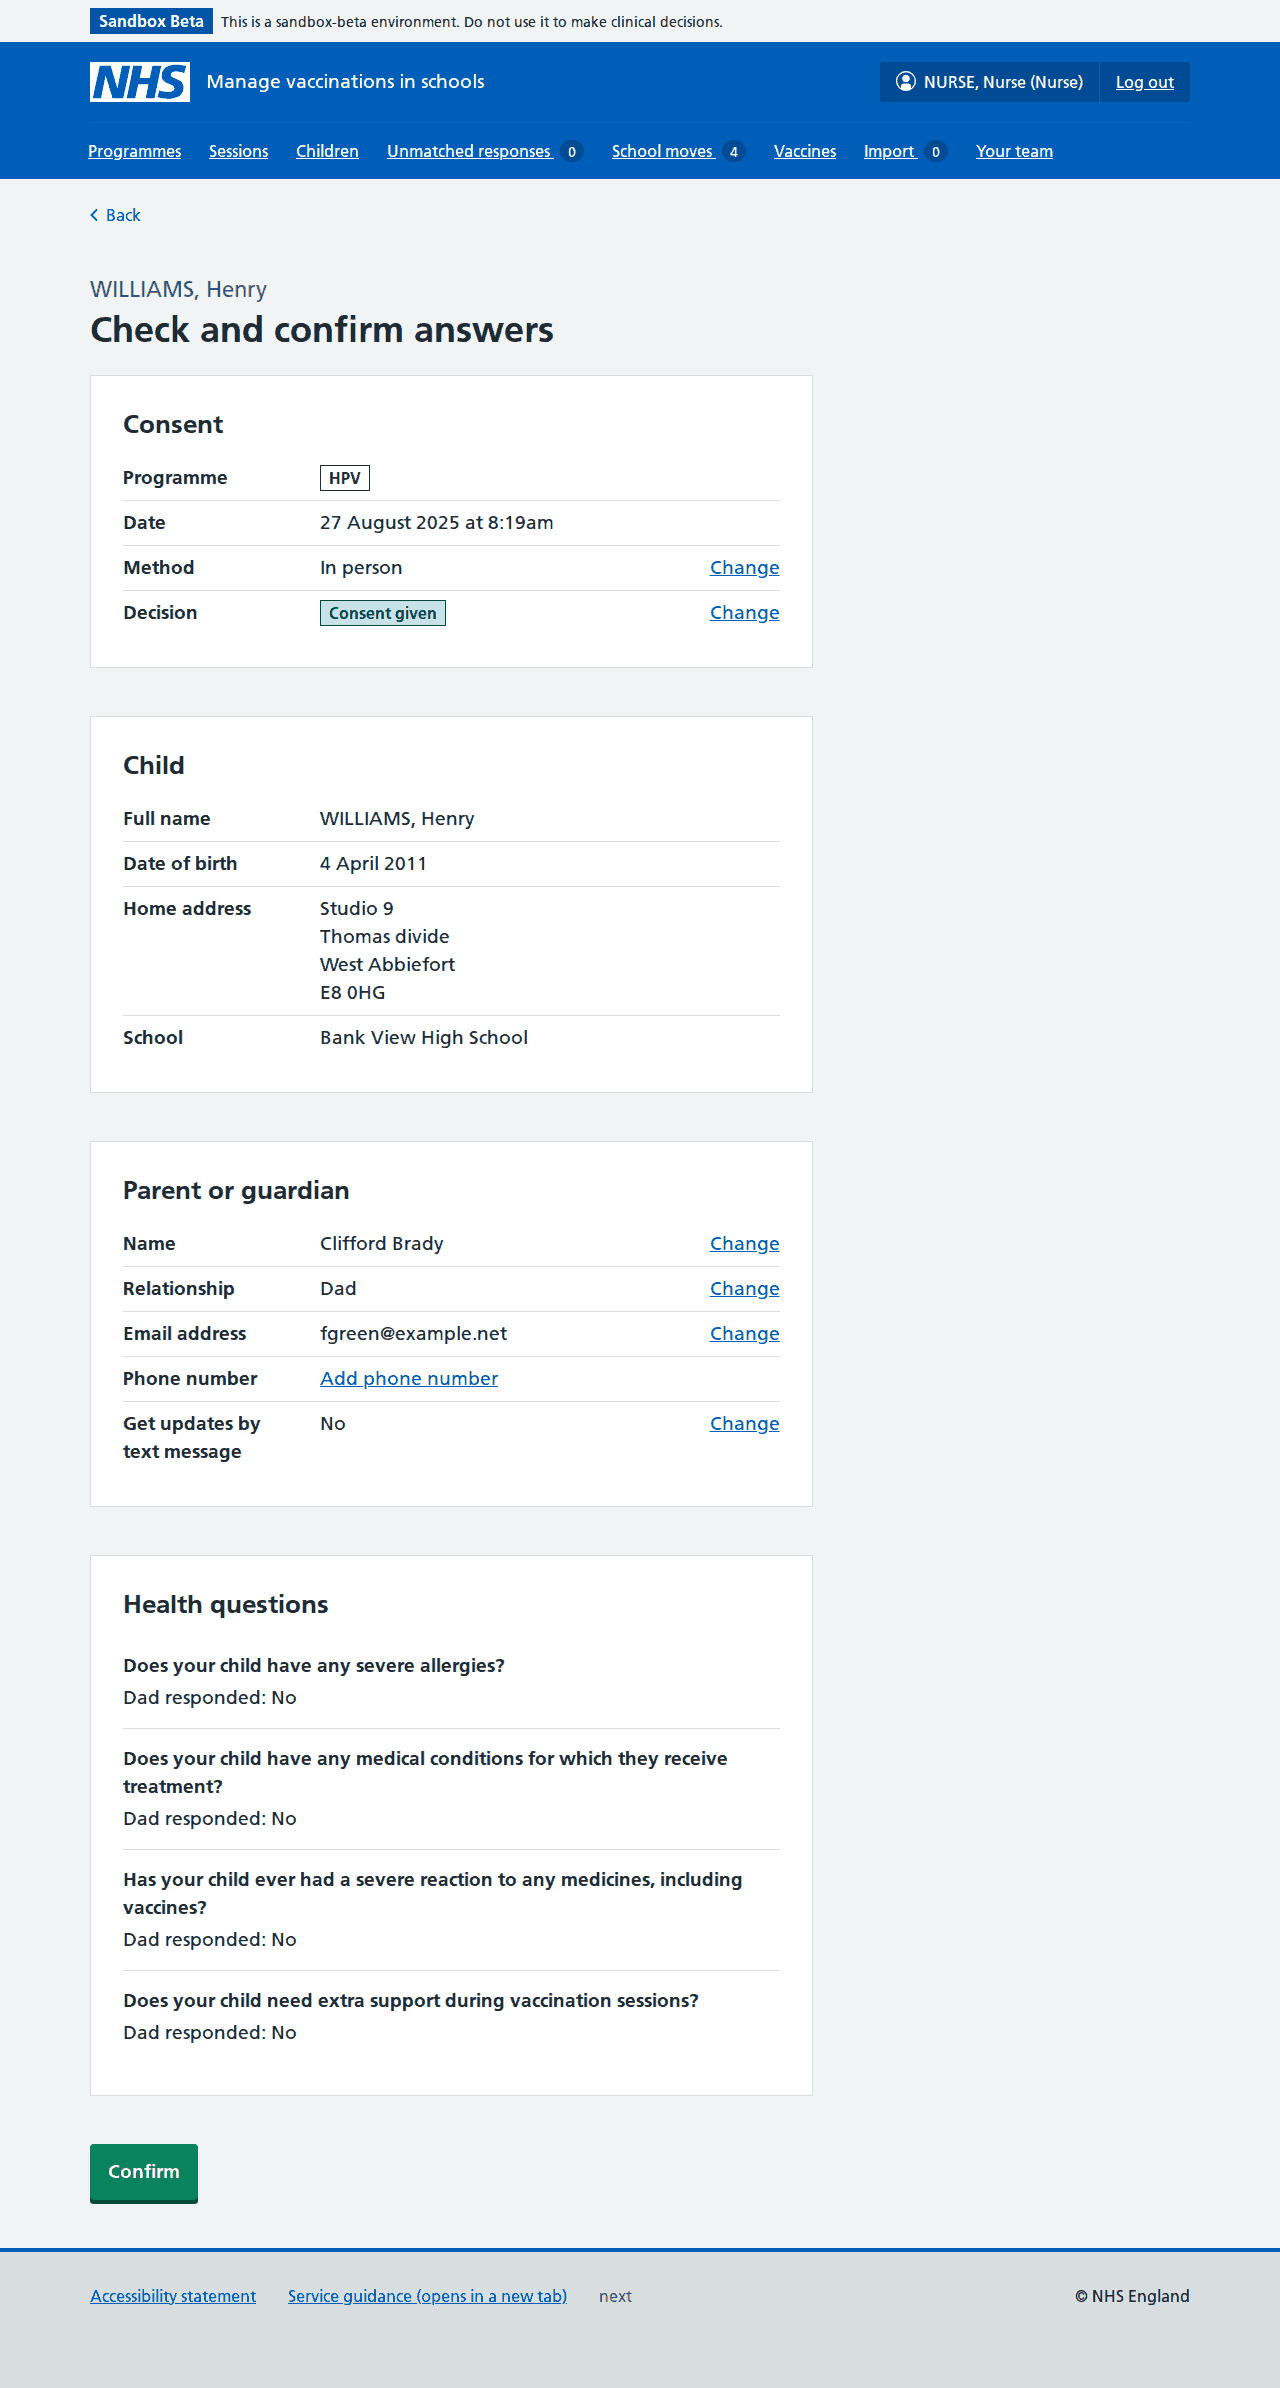 Sandbox Beta This is a sandbox-beta environment. Do not use it to make clinical decisions.
NHS Manage vaccinations in schools NURSE, Nurse (Nurse) Log out
Programmes Sessions Children Unmatched responses 0 School moves 4 Vaccines Import 0 Your team
Back
WILLIAMS, Henry
Check and confirm answers
Consent
Programme HPV
Date 27 August 2025 at 8:19am
Method In person Change
Decision Consent given Change
Child
Full name WILLIAMS, Henry
Date of birth 4 April 2011
Home address Studio 9
Thomas divide
West Abbiefort
E8 0HG
School Bank View High School
Parent or guardian
Name Clifford Brady Change
Relationship Dad Change
Email address fgreen@example.net Change
Phone number Add phone number
Get updates by No Change
text message
Health questions
Does your child have any severe allergies?
Dad responded: No
Does your child have any medical conditions for which they receive
treatment?
Dad responded: No
Has your child ever had a severe reaction to any medicines, including
vaccines?
Dad responded: No
Does your child need extra support during vaccination sessions?
Dad responded: No
Confirm
Accessibility statement Service guidance (opens in a new tab) next © NHS England